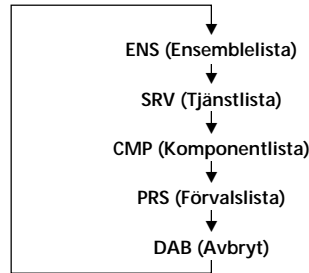 ENS (Ensemblelista)
SRV (Tjänstlista)
CMP (Komponentlista)
PRS (Förvalslista)
DAB (Avbryt)